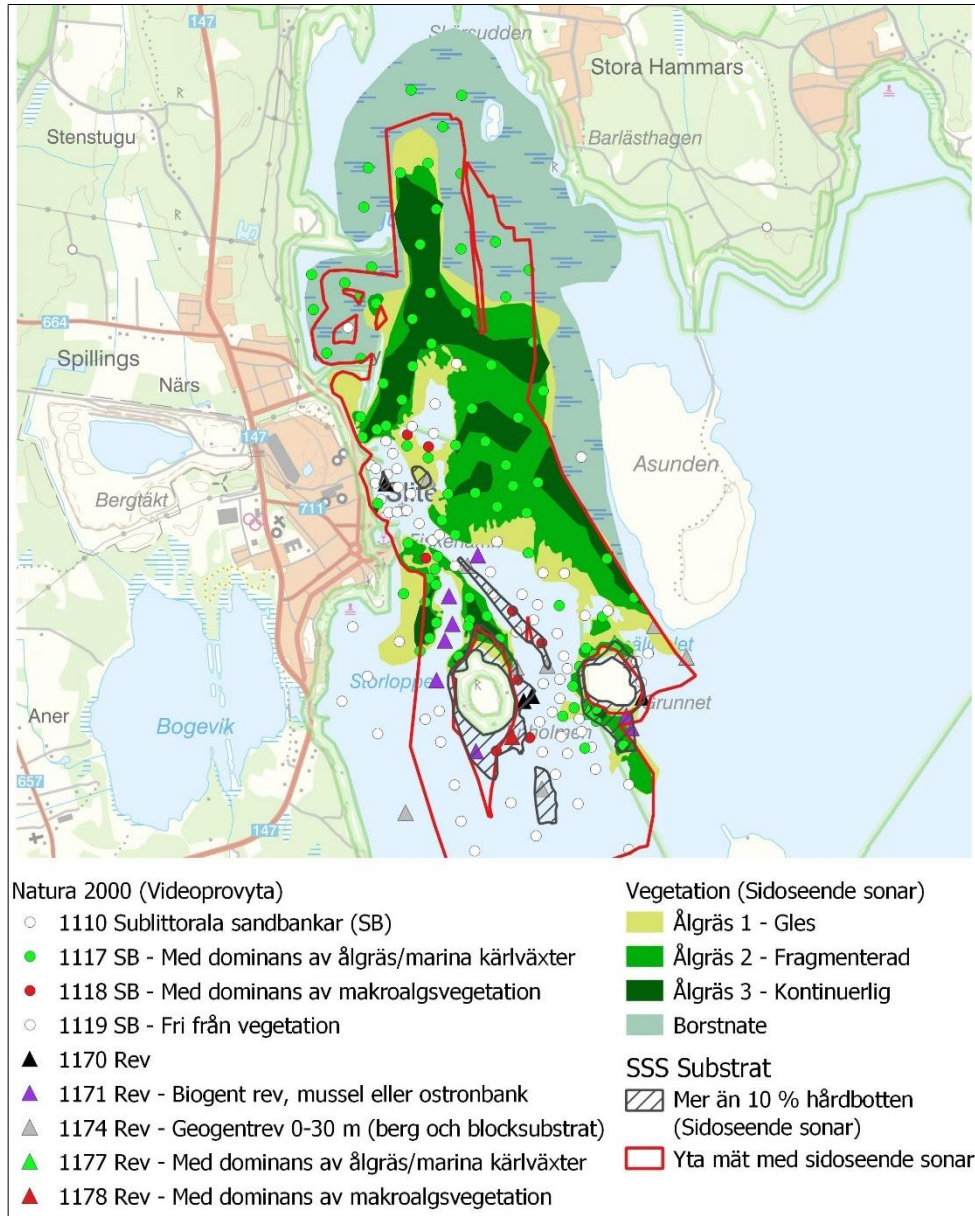 147
Skärsudden
Stora Hammars
Stenstugu
Barlästhagen
R
R
664
Spillings
Närs
147
Bergtäkt
711
Slite
Asunden
Storloppe
Grunnet
R
Aner
Bogevik
657
147
Natura 2000 (Videoprovyta)
1110 Sublittorala sandbankar (SB)
1117 SB - Med dominans av ålgräs/marina kärlväxter
1118 SB - Med dominans av makroalgsvegetation
1119 SB - Fri från vegetation
1170 Rev
1171 Rev - Biogent rev, mussel eller ostronbank
1174 Rev - Geogentrev 0-30 m (berg och blocksubstrat)
1177 Rev - Med dominans av ålgräs/marina kärlväxter
1178 Rev - Med dominans av makroalgsvegetation
Vegetation (Sidoseende sonar)
Ålgräs 1 - Gles
Ålgräs 2 - Fragmenterad
Ålgräs 3 - Kontinuerlig
Borstnate
SSS Substrat
Mer än 10 % hårdbotten
(Sidoseende sonar)
Yta mät med sidoseende sonar